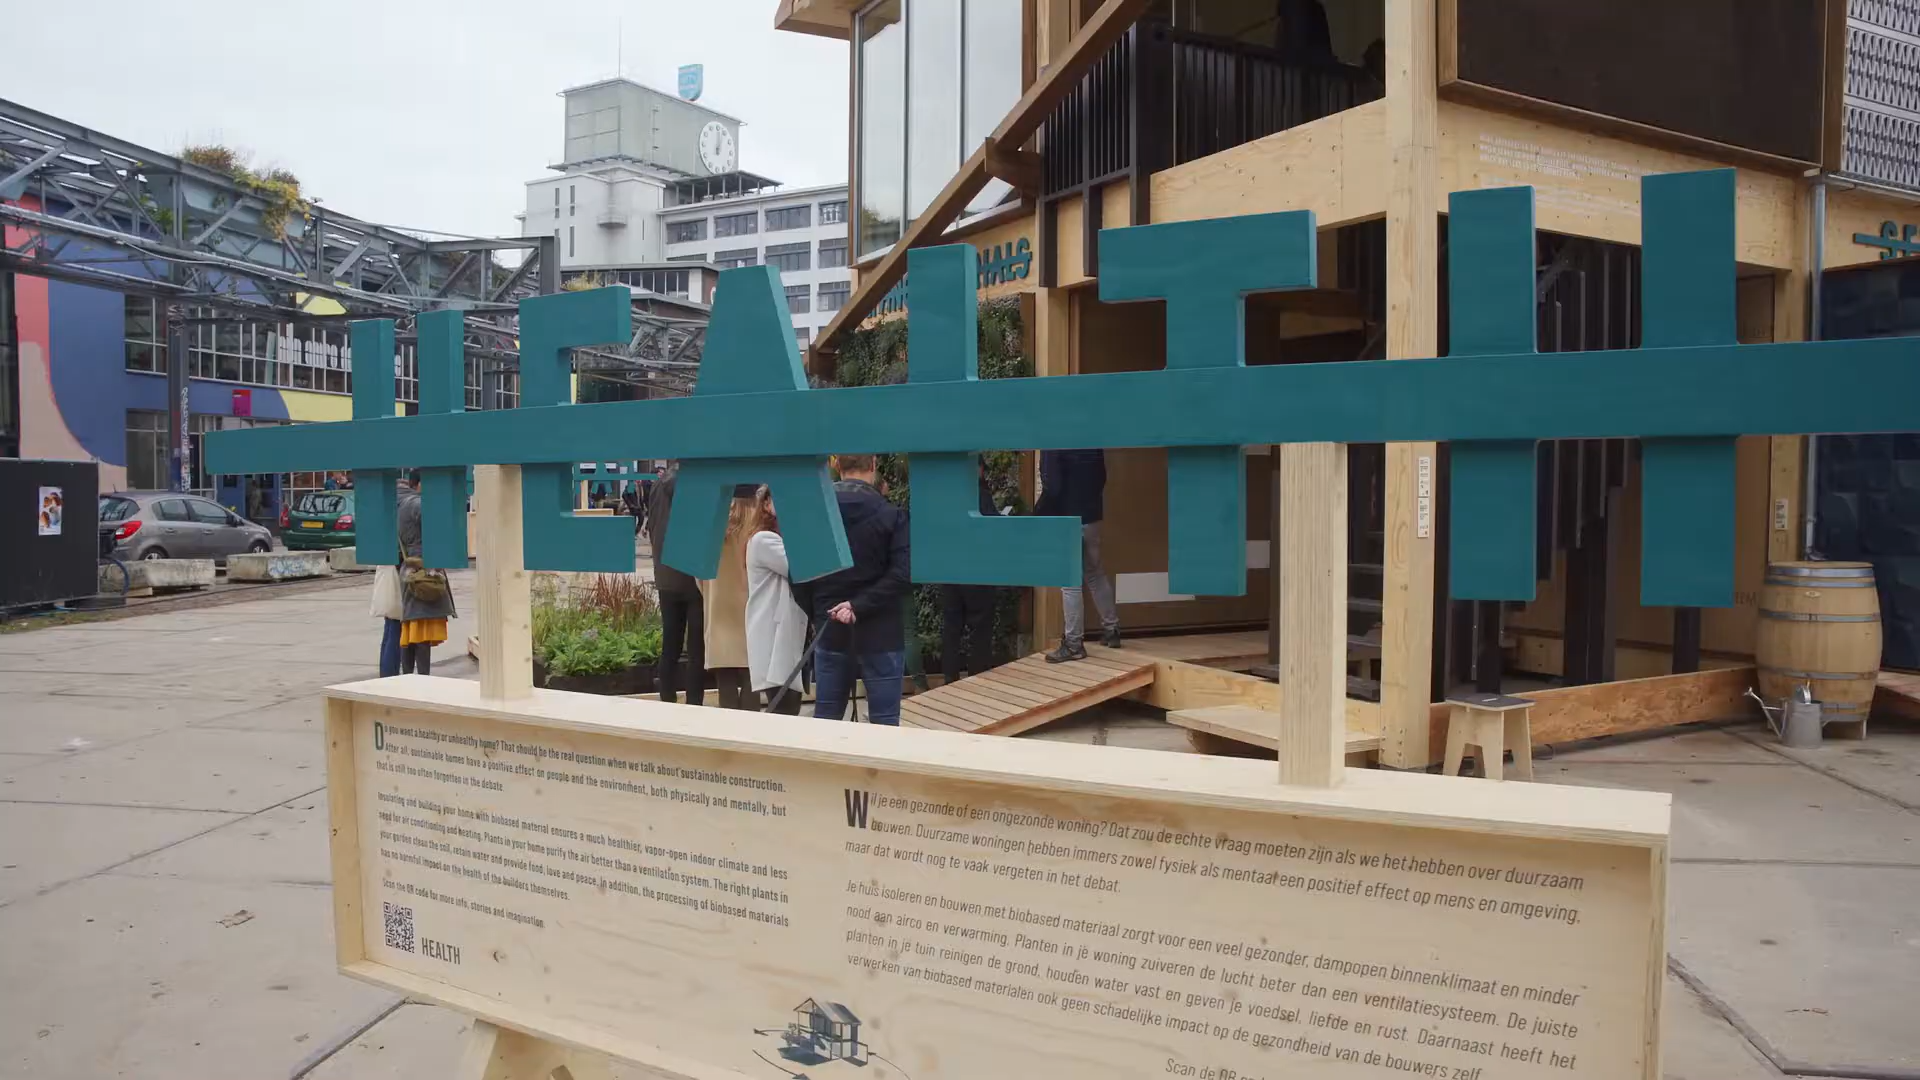 HEALTH
Do you want a healthy or unhealthy home? That should be the real question when we talk about sustainable construction.
After all, sustainable homes have a positive effect on people and the environment, both physically and mentally, but
that is still too often forgotten in the debate.
Insulating and building your home with biobased material ensures a much healthier, vapor-open indoor climate and less
need for air conditioning and heating. Plants in your home purify the air better than a ventilation system. The right plants in
your garden clean the soil, retain water and provide food, love and peace. In addition, the processing of biobased materials
has no harmful impact on the health of the builders themselves.
Scan the QR code for more info, stories and imagination.
HEALTH
Wil je een gezonde of een ongezonde woning? Dat zou de echte vraag moeten zijn als we het hebben over duurzaam
bouwen. Duurzame woningen hebben immers zowel fysiek als mentaal een positief effect op mens en omgeving,
maar dat wordt nog te vaak vergeten in het debat.
Je huis isoleren en bouwen met biobased materiaal zorgt voor een veel gezonder, dampopen binnenklimaat en minder
nood aan airco en verwarming. Planten in je woning zuiveren de lucht beter dan een ventilatiesysteem. De juiste
planten in je tuin reinigen de grond, houden water vast en geven je voedsel, liefde en rust. Daarnaast heeft het
verwerken van biobased materialen ook geen schadelijke impact op de gezondheid van de bouwers zelf.
Scan de QR